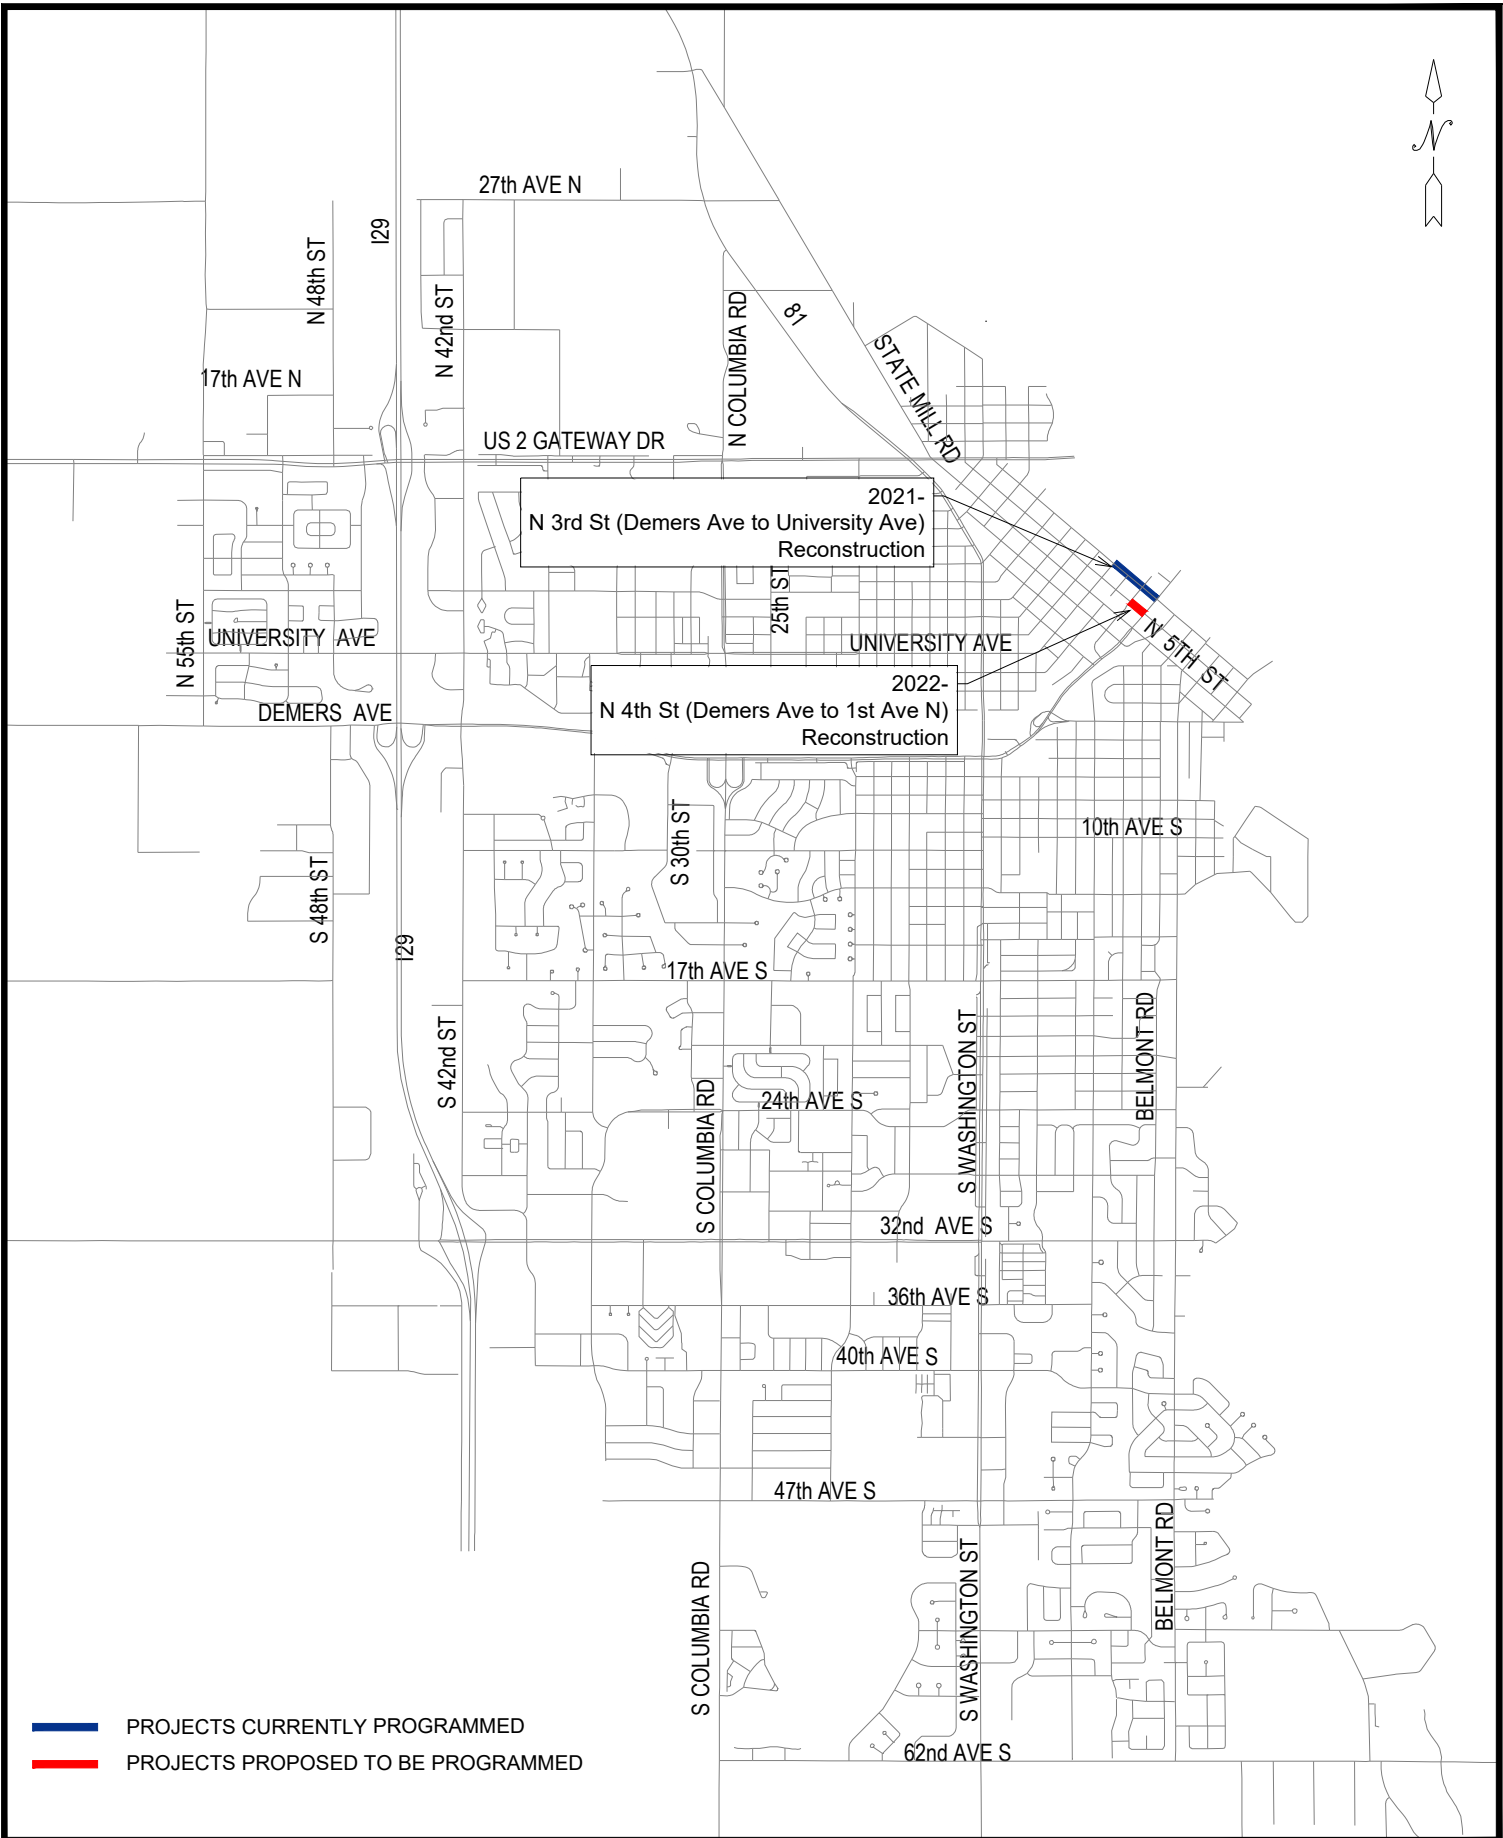 N
27th AVE N
I29
N 48th ST
N 42nd ST
N COLUMBIA RD
81
STATE MILL RD
17th AVE N
US 2 GATEWAY DR
2021-
N 3rd St (Demers Ave to University Ave)
Reconstruction
25th ST
N 55th ST
UNIVERSITY AVE
UNIVERSITY AVE
N 5TH ST
2022-
N 4th St (Demers Ave to 1st Ave N)
Reconstruction
DEMERS AVE
S 30th ST
10th AVE S
S 48th ST
I29
17th AVE S
S 42nd ST
S WASHINGTON ST
BELMONT RD
S COLUMBIA RD
24th AVE S
32nd AVE S
36th AVE S
40th AVE S
47th AVE S
S COLUMBIA RD
S WASHINGTON ST
BELMONT RD
62nd AVE S
PROJECTS CURRENTLY PROGRAMMED
PROJECTS PROPOSED TO BE PROGRAMMED